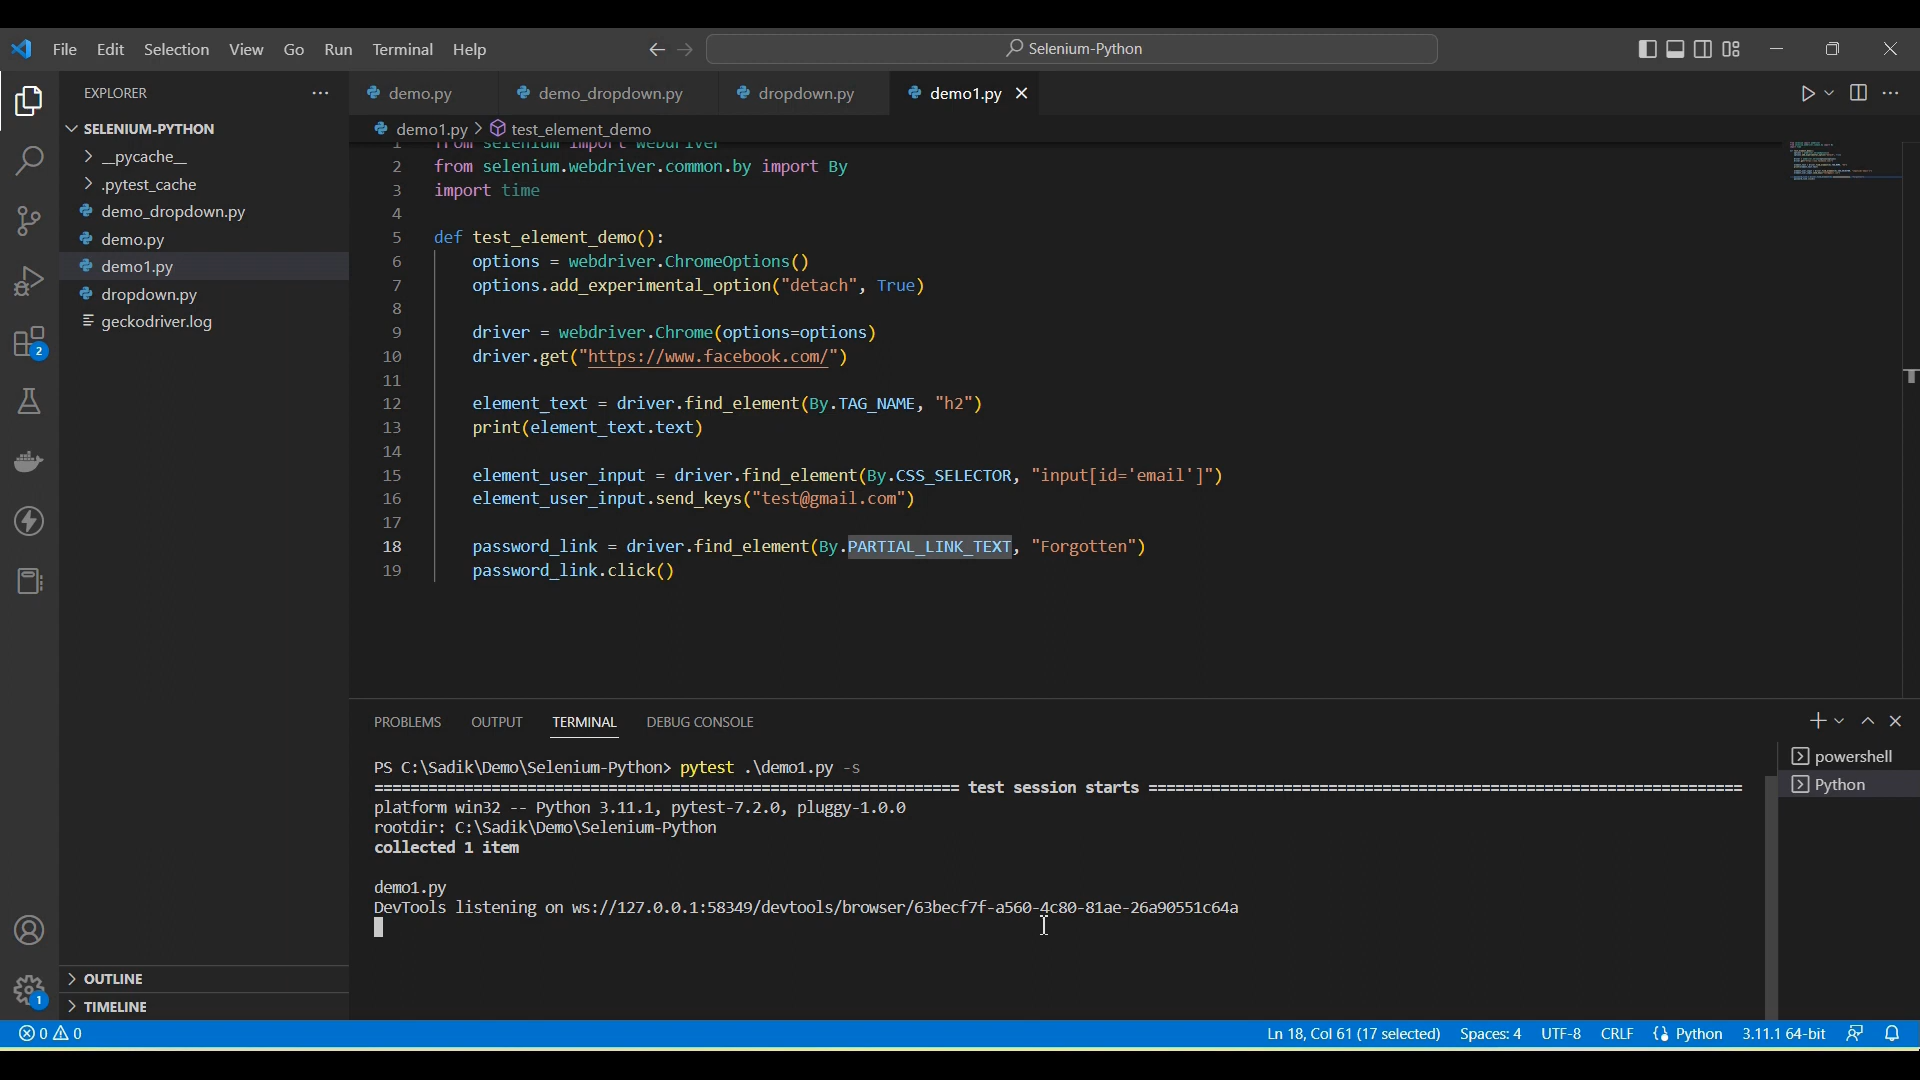 File Edit Selection View Go Run Terminal Help
Selenium-Python
EXPLORER
demo.py
demo_dropdown.py
dropdown.py
demo1.py
SELENIUM-PYTHON
demo1.py > test_element_demo
__pycache__
.pytest_cache
demo_dropdown.py
demo.py
demo1.py
dropdown.py
geckodriver.log
1 from selenium import webdriver
2 from selenium.webdriver.common.by import By
3 import time
4
5 def test_element_demo():
6 options = webdriver.ChromeOptions()
7 options.add_experimental_option("detach", True)
8
9 driver = webdriver.Chrome(options=options)
10 driver.get("https://www.facebook.com/")
11
12 element_text = driver.find_element(By.TAG_NAME, "h2")
13 print(element_text.text)
14
15 element_user_input = driver.find_element(By.CSS_SELECTOR, "input[id='email']")
16 element_user_input.send_keys("test@gmail.com")
17
18 password_link = driver.find_element(By.PARTIAL_LINK_TEXT, "Forgotten")
19 password_link.click()
2
PROBLEMS OUTPUT TERMINAL DEBUG CONSOLE
PS C:\Sadik\Demo\Selenium-Python> pytest .\demo1.py -s
================ test session starts ================
platform win32 -- Python 3.11.1, pytest-7.2.0, pluggy-1.0.0
rootdir: C:\Sadik\Demo\Selenium-Python
collected 1 item
demo1.py
DevTools listening on ws://127.0.0.1:58349/devtools/browser/63becf7f-a560-4c80-81ae-26a90551c64a
powershell
Python
OUTLINE
TIMELINE
1
0 0
Ln 18, Col 61 (17 selected) Spaces: 4 UTF-8 CRLF Python 3.11.1 64-bit